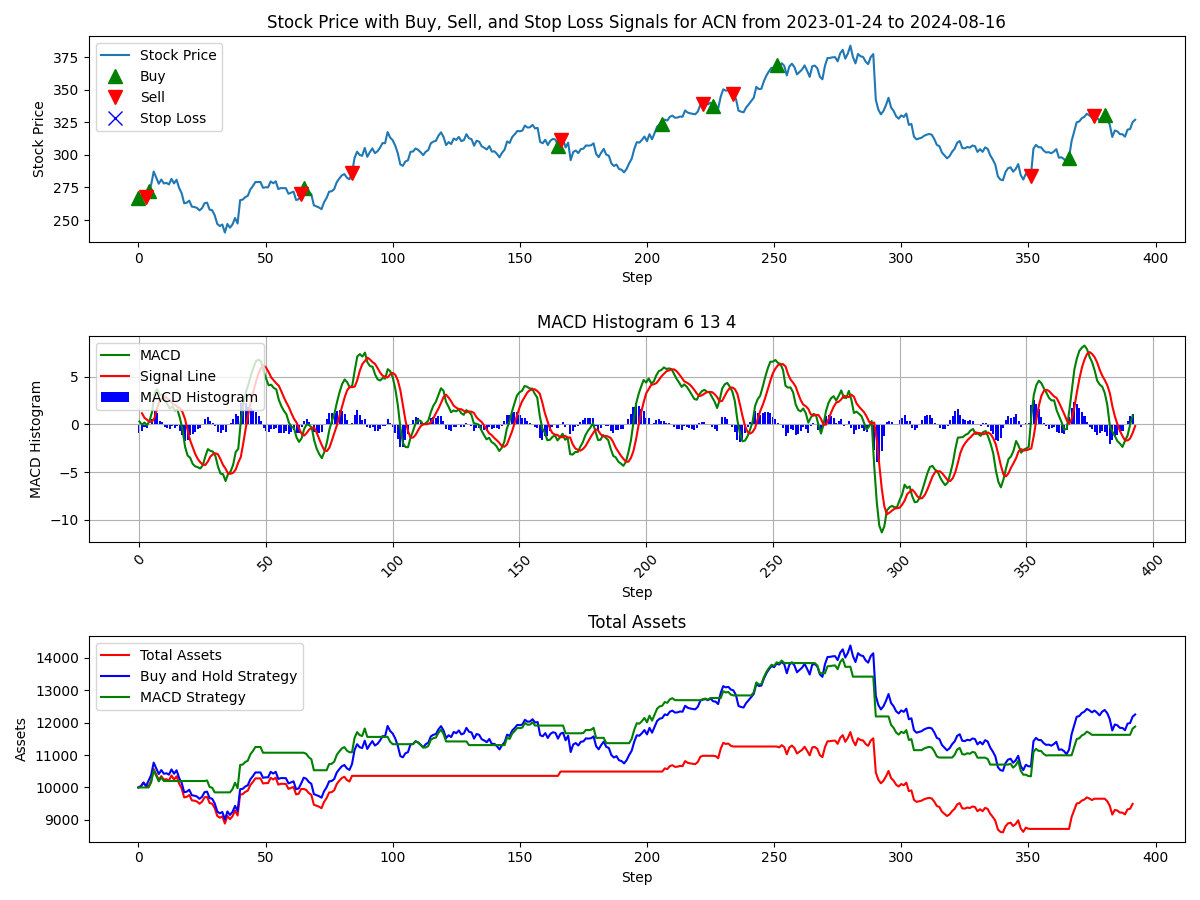 Stock Price with Buy, Sell, and Stop Loss Signals for ACN from 2023-01-24 to 2024-08-16
Stock Price
375
350
325
300
275
250
Stock Price
Buy
Sell
Stop Loss
0 50 100 150 200 250 300 350 400
Step
MACD Histogram 6 13 4
MACD Histogram
5
0
−5
−10
MACD
Signal Line
MACD Histogram
0 50 100 150 200 250 300 350 400
Step
Total Assets
Assets
14000
13000
12000
11000
10000
9000
Total Assets
Buy and Hold Strategy
MACD Strategy
0 50 100 150 200 250 300 350 400
Step